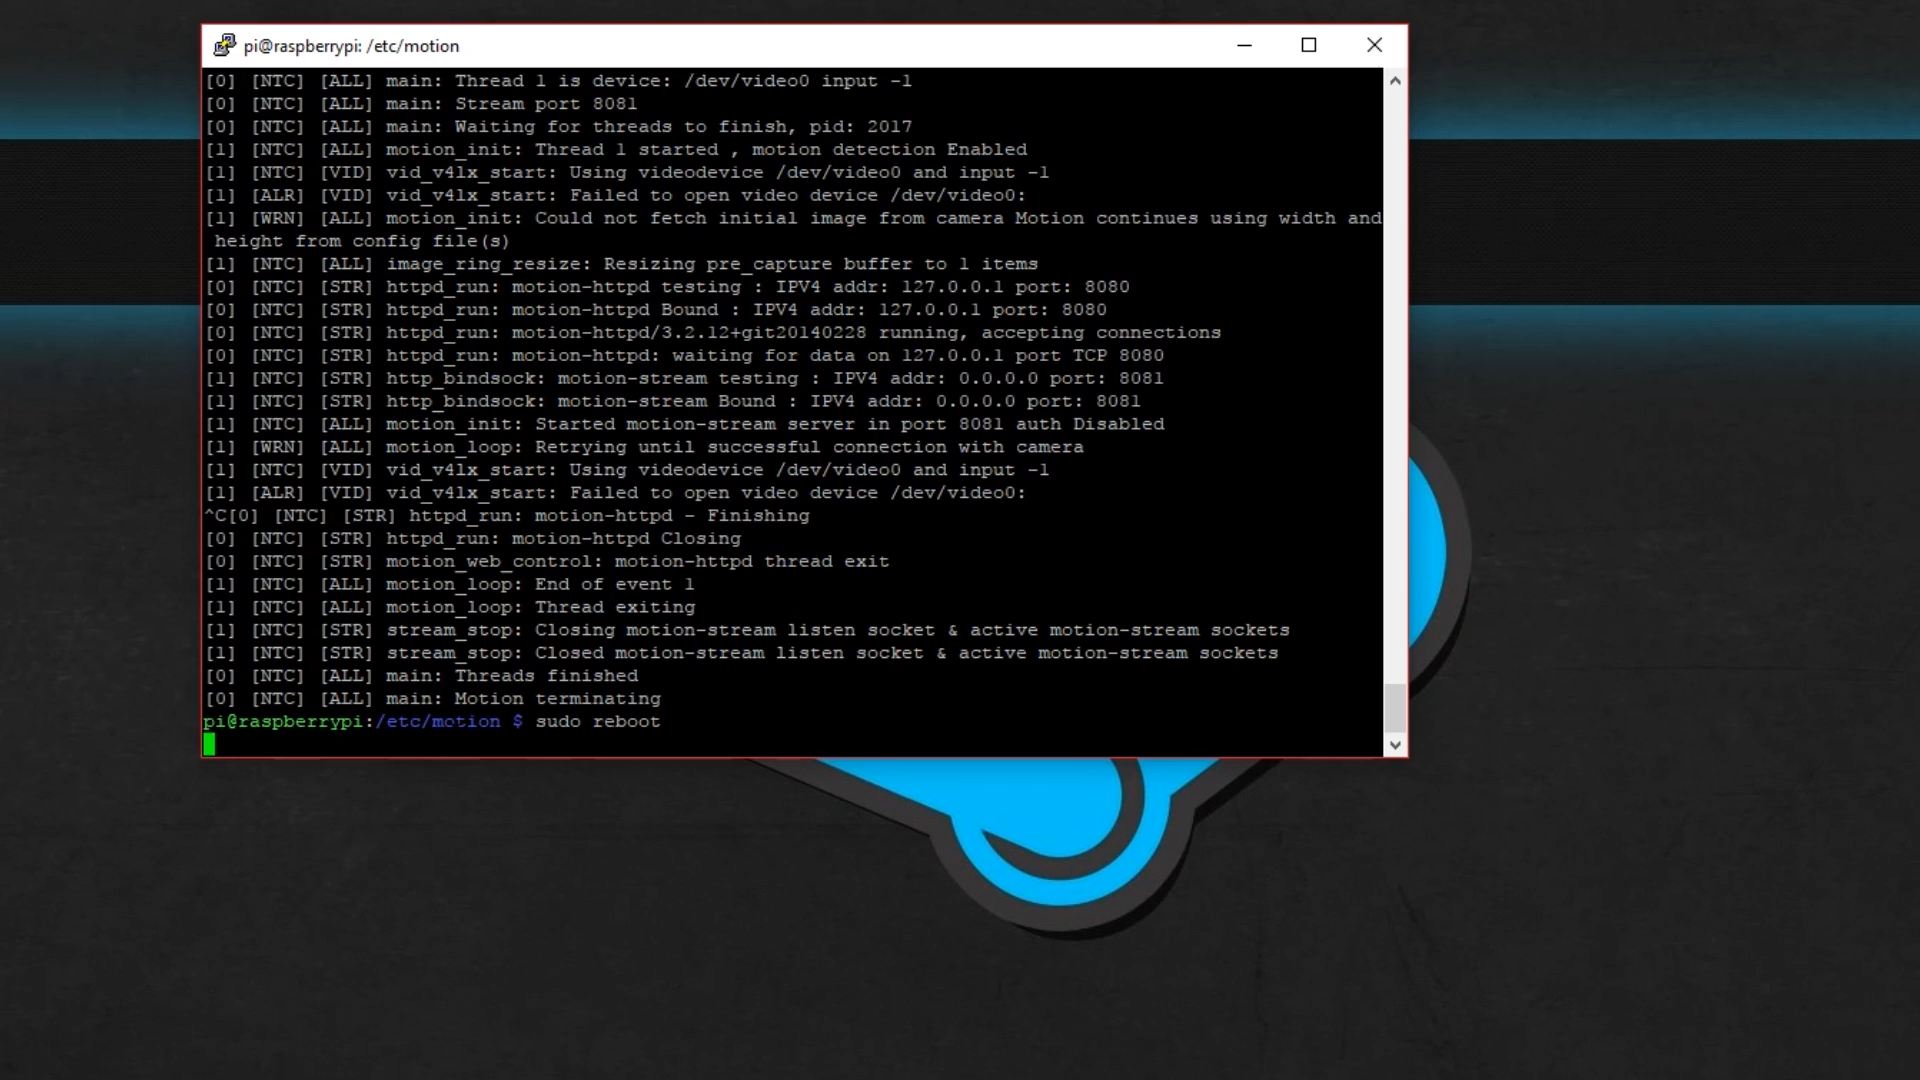 pi@raspberrypi: /etc/motion
[0] [NTC] [ALL] main: Thread 1 is device: /dev/video0 input -1
[0] [NTC] [ALL] main: Stream port 8081
[0] [NTC] [ALL] main: Waiting for threads to finish, pid: 2017
[1] [NTC] [ALL] motion_init: Thread 1 started , motion detection Enabled
[1] [NTC] [VID] vid_v4lx_start: Using videodevice /dev/video0 and input -1
[1] [ALR] [VID] vid_v4lx_start: Failed to open video device /dev/video0:
[1] [WRN] [ALL] motion_init: Could not fetch initial image from camera Motion continues using width and
height from config file(s)
[1] [NTC] [ALL] image_ring_resize: Resizing pre_capture buffer to 1 items
[0] [NTC] [STR] httpd_run: motion-httpd testing : IPV4 addr: 127.0.0.1 port: 8080
[0] [NTC] [STR] httpd_run: motion-httpd Bound : IPV4 addr: 127.0.0.1 port: 8080
[0] [NTC] [STR] httpd_run: motion-httpd/3.2.12+git20140228 running, accepting connections
[0] [NTC] [STR] httpd_run: motion-httpd: waiting for data on 127.0.0.1 port TCP 8080
[1] [NTC] [STR] http_bindsock: motion-stream testing : IPV4 addr: 0.0.0.0 port: 8081
[1] [NTC] [STR] http_bindsock: motion-stream Bound : IPV4 addr: 0.0.0.0 port: 8081
[1] [NTC] [ALL] motion_init: Started motion-stream server in port 8081 auth Disabled
[1] [WRN] [ALL] motion_loop: Retrying until successful connection with camera
[1] [NTC] [VID] vid_v4lx_start: Using videodevice /dev/video0 and input -1
[1] [ALR] [VID] vid_v4lx_start: Failed to open video device /dev/video0:
^C[0] [NTC] [STR] httpd_run: motion-httpd - Finishing
[0] [NTC] [STR] httpd_run: motion-httpd Closing
[0] [NTC] [STR] motion_web_control: motion-httpd thread exit
[1] [NTC] [ALL] motion_loop: End of event 1
[1] [NTC] [ALL] motion_loop: Thread exiting
[1] [NTC] [STR] stream_stop: Closing motion-stream listen socket & active motion-stream sockets
[1] [NTC] [STR] stream_stop: Closed motion-stream listen socket & active motion-stream sockets
[0] [NTC] [ALL] main: Threads finished
[0] [NTC] [ALL] main: Motion terminating
pi@raspberrypi:/etc/motion $ sudo reboot